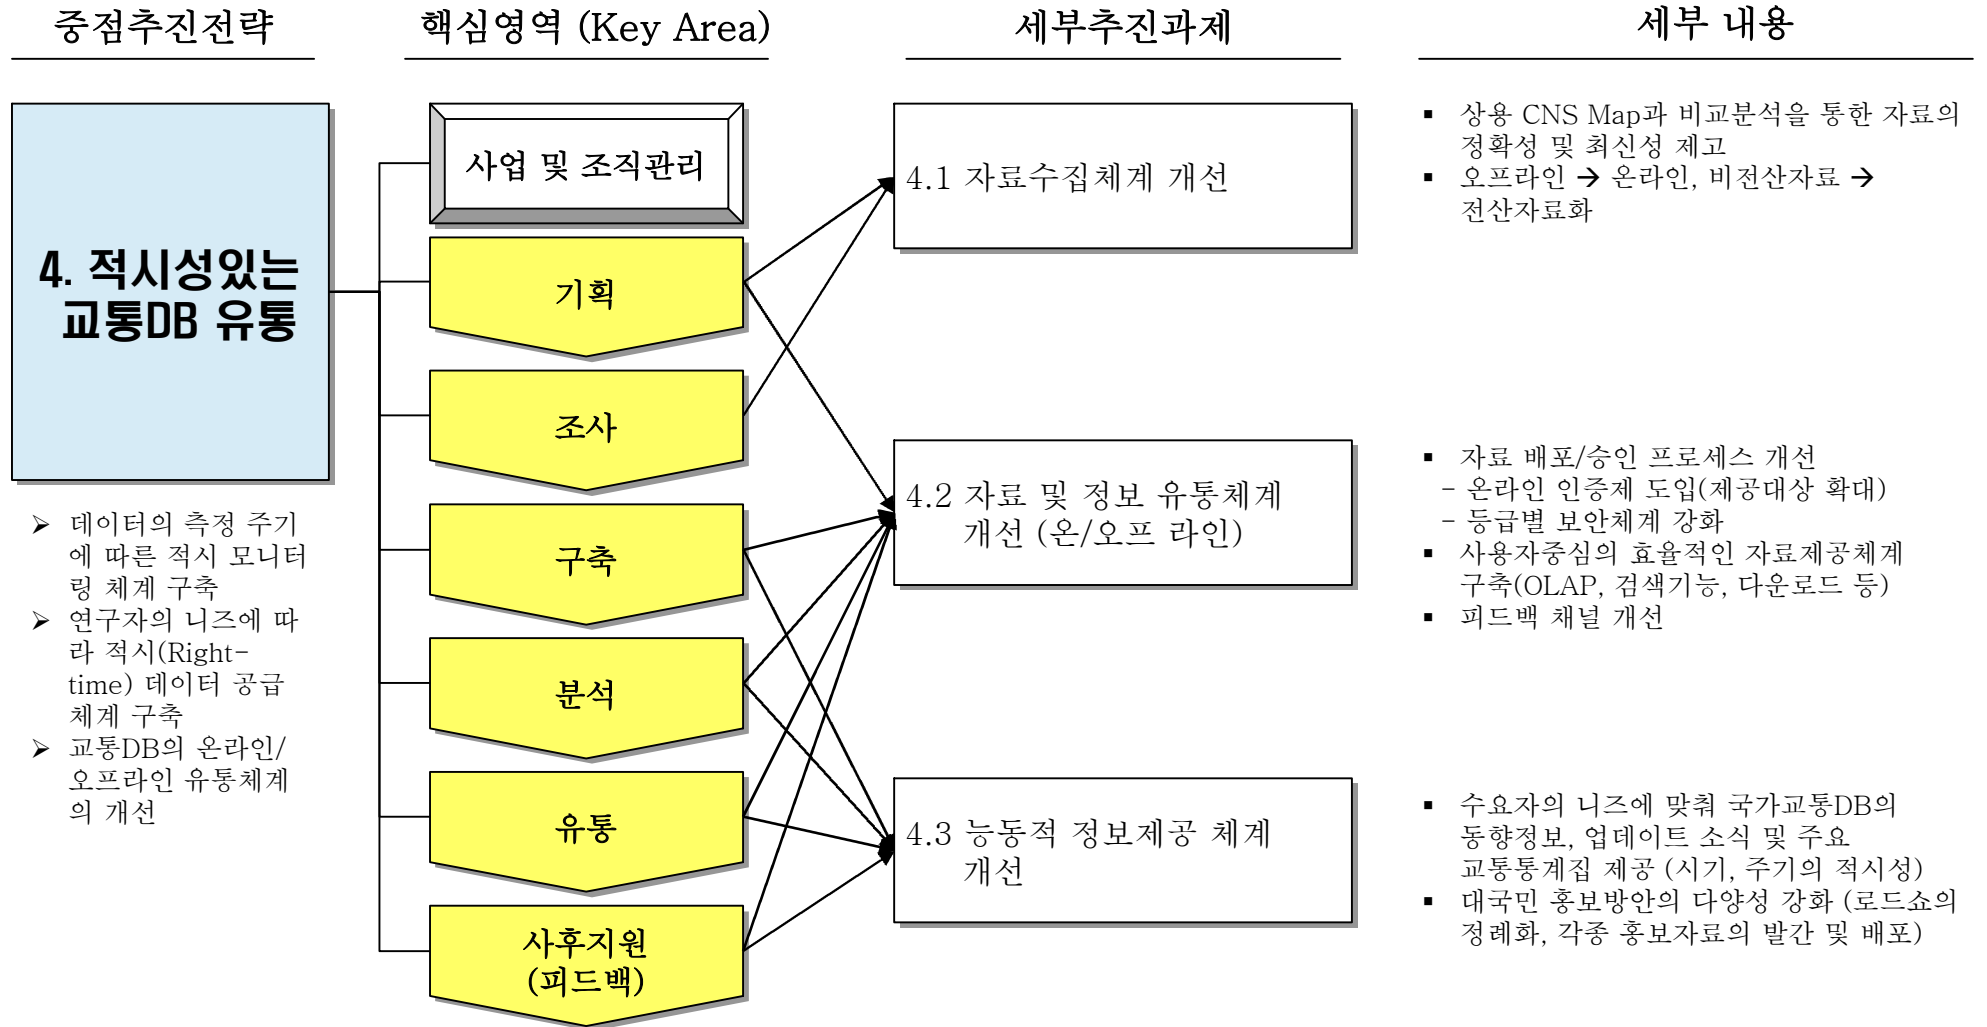 중점추진전략
핵심영역 (Key Area)
세부추진과제
세부 내용
4. 적시성있는
교통DB 유통
➢ 데이터의 측정 주기
에 따른 적시 모니터
링 체계 구축
➢ 연구자의 니즈에 따
라 적시(Right-
time) 데이터 공급
체계 구축
➢ 교통DB의 온라인/
오프라인 유통체계
의 개선
사업 및 조직관리
기획
조사
구축
분석
유통
사후지원
(피드백)
4.1 자료수집체계 개선
4.2 자료 및 정보 유통체계
개선 (온/오프 라인)
4.3 능동적 정보제공 체계
개선
▪ 상용 CNS Map과 비교분석을 통한 자료의
정확성 및 최신성 제고
▪ 오프라인 → 온라인, 비전산자료 →
전산자료화
▪ 자료 배포/승인 프로세스 개선
- 온라인 인증제 도입(제공대상 확대)
- 등급별 보안체계 강화
▪ 사용자중심의 효율적인 자료제공체계
구축(OLAP, 검색기능, 다운로드 등)
▪ 피드백 채널 개선
▪ 수요자의 니즈에 맞춰 국가교통DB의
동향정보, 업데이트 소식 및 주요
교통통계집 제공 (시기, 주기의 적시성)
▪ 대국민 홍보방안의 다양성 강화 (로드쇼의
정례화, 각종 홍보자료의 발간 및 배포)